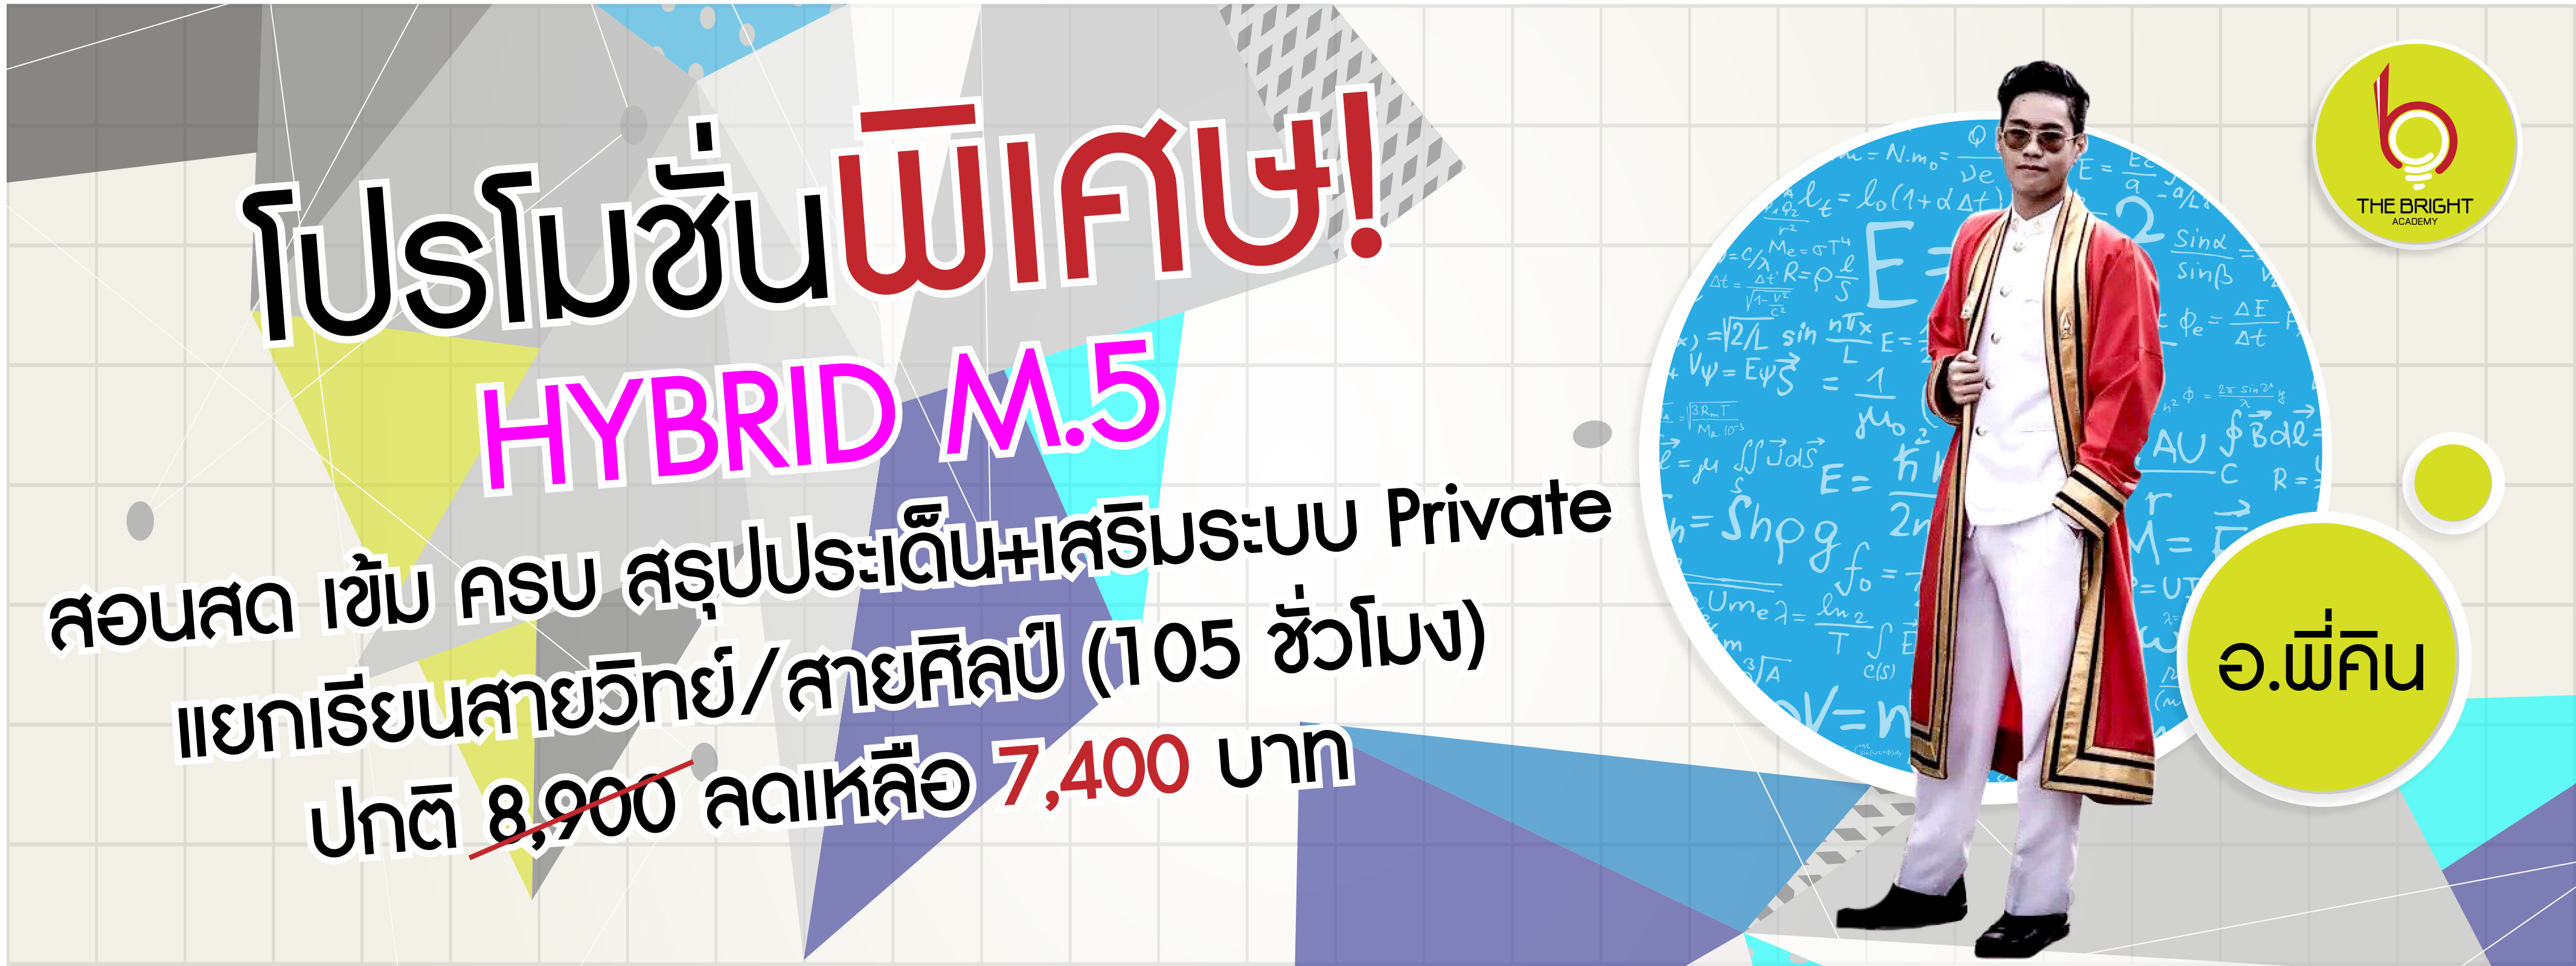 โปรโมชั่นพิเศษ!
HYBRID M.5
สอนสด เข้ม ครบ สรุปประเด็น+เสริมระบบ Private
แยกเรียนสายวิทย์/สายศิลป์ (105 ชั่วโมง)
ปกติ 8,900 ลดเหลือ 7,400 บาท
THE BRIGHT
ACADEMY
อ.พี่คิน